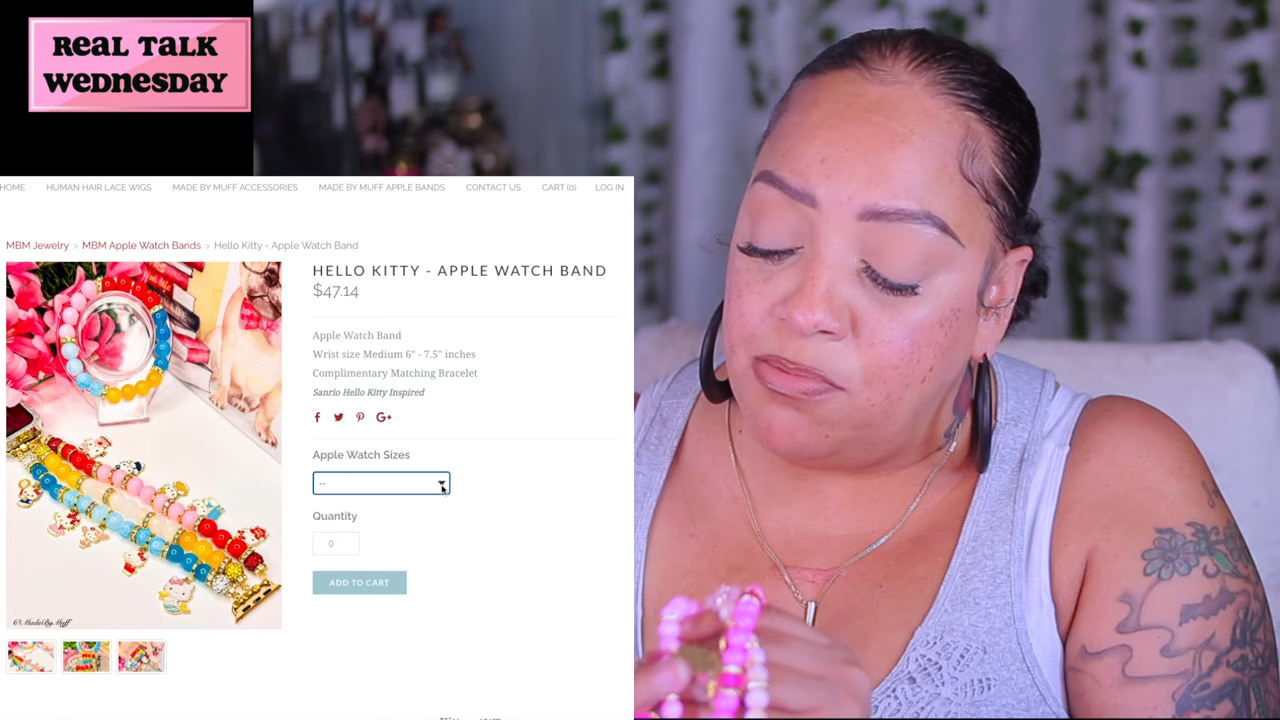 REAL TALK
WEDNESDAY
HOME HUMAN HAIR LACE WIGS MADE BY MUFF ACCESSORIES MADE BY MUFF APPLE BANDS CONTACT US CART (0) LOG IN
MBM Jewelry > MBM Apple Watch Bands > Hello Kitty - Apple Watch Band
HELLO KITTY - APPLE WATCH BAND
$47.14
Apple Watch Band
Wrist size Medium 6" - 7.5" inches
Complimentary Matching Bracelet
Sanrio Hello Kitty Inspired
G+
Apple Watch Sizes
--
Quantity
0
ADD TO CART
@MadeByMuff